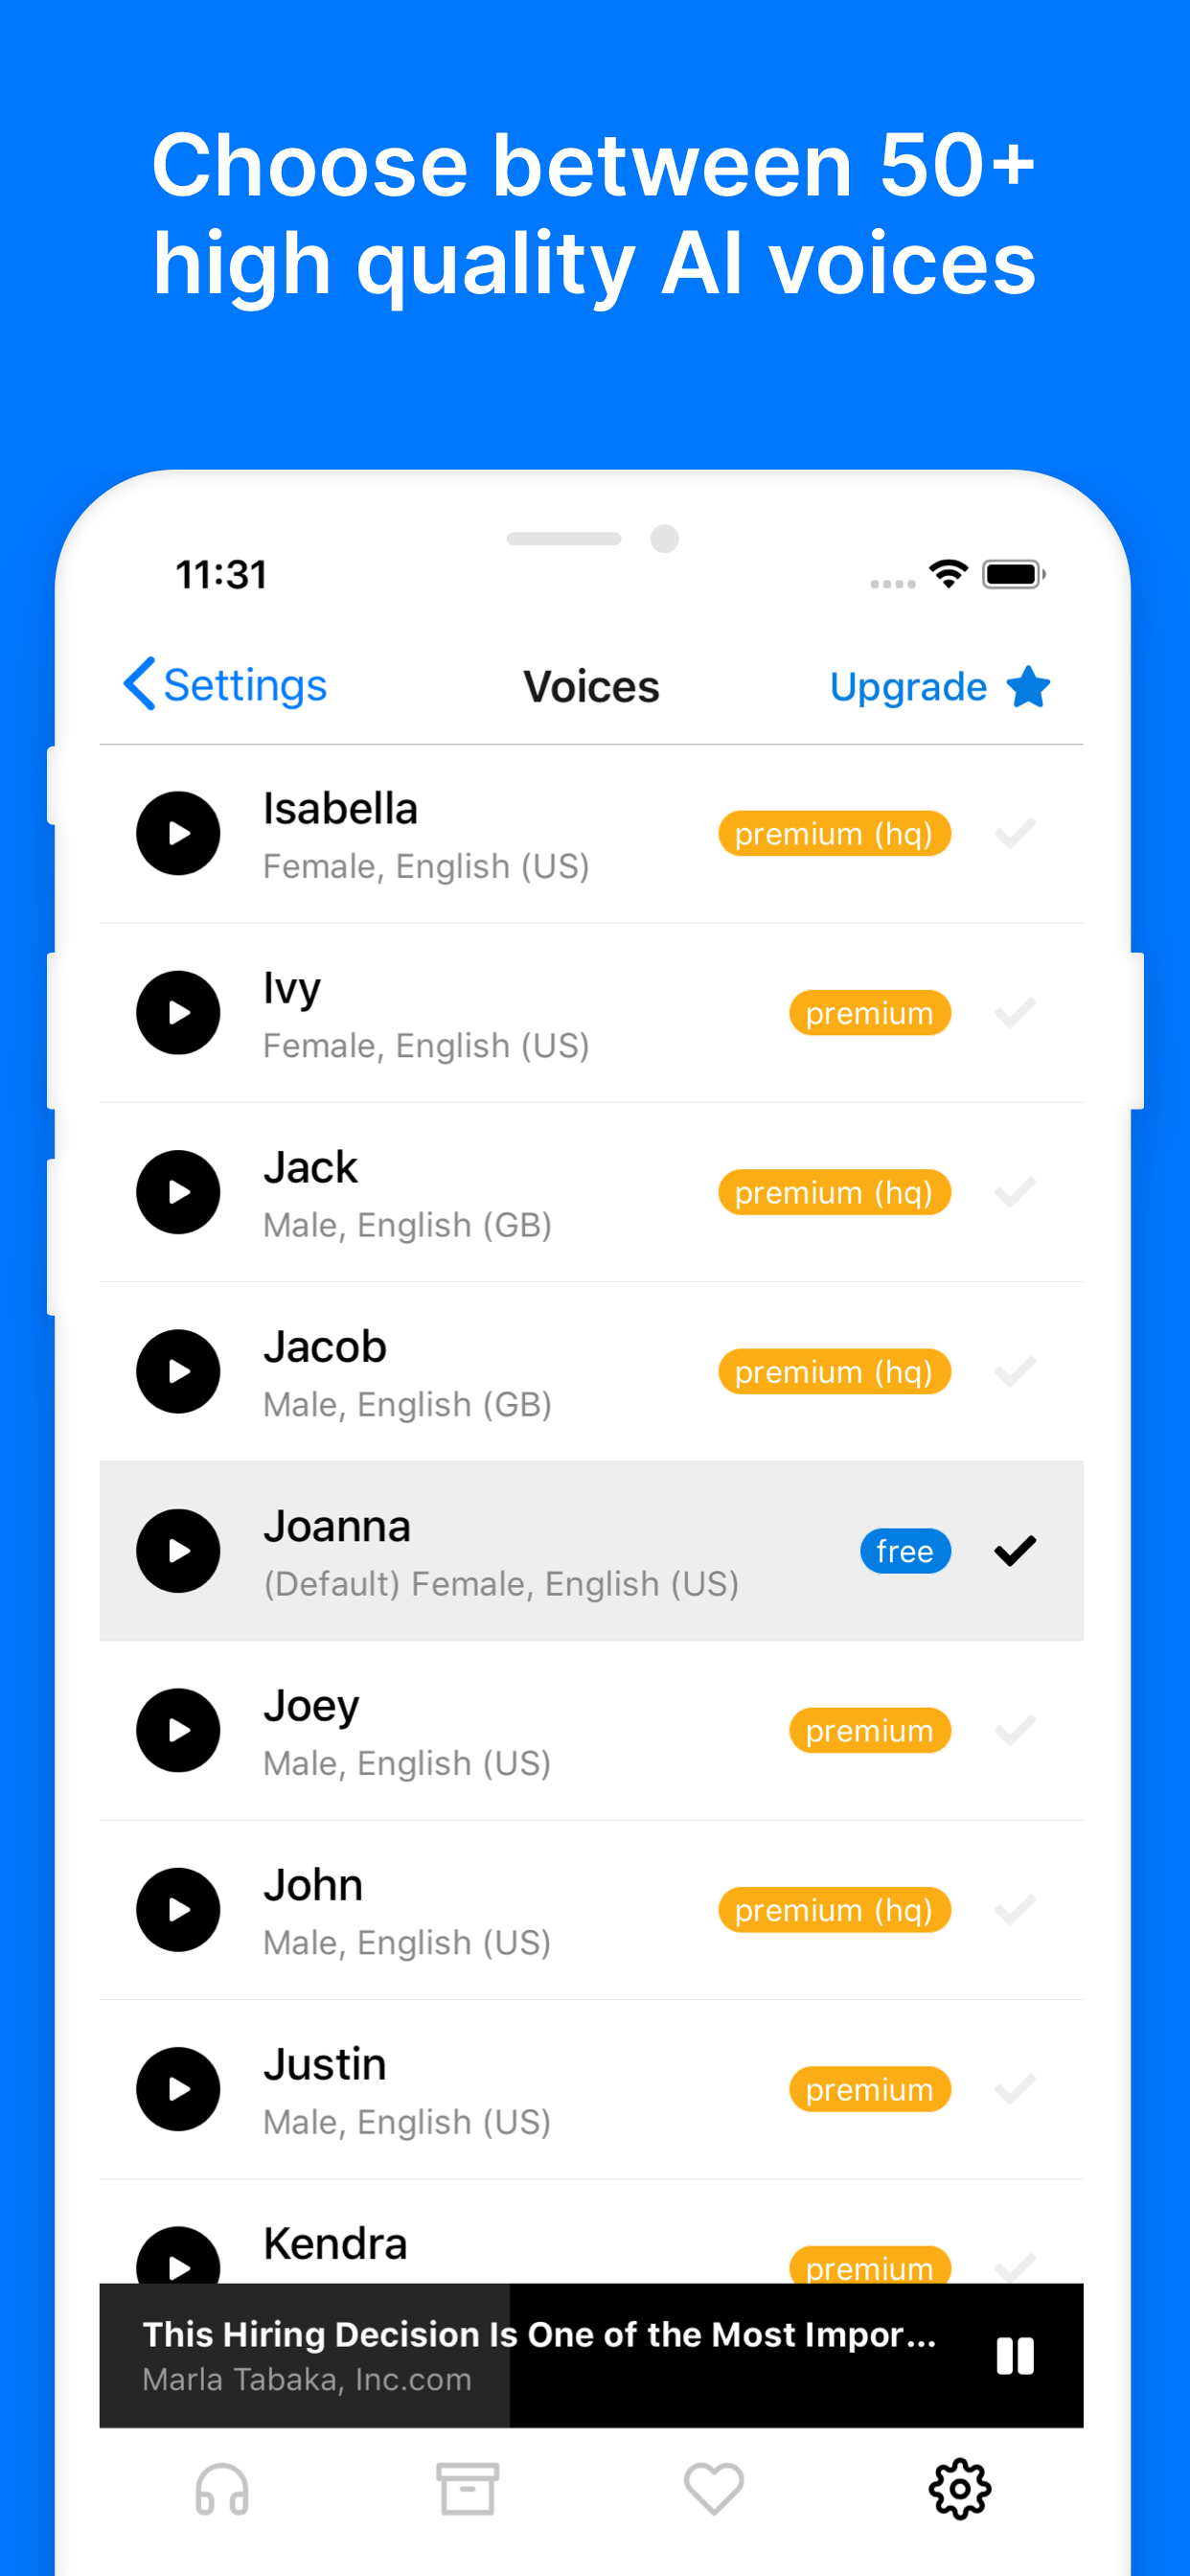 Choose between 50+
high quality AI voices
11:31
Settings
Voices
Upgrade
Isabella
Female, English (US)
premium (hq)
Ivy
Female, English (US)
premium
Jack
Male, English (GB)
premium (hq)
Jacob
Male, English (GB)
premium (hq)
Joanna
(Default) Female, English (US)
free
Joey
Male, English (US)
premium
John
Male, English (US)
premium (hq)
Justin
Male, English (US)
premium
Kendra
premium
This Hiring Decision Is One of the Most Impor...
Marla Tabaka, Inc.com